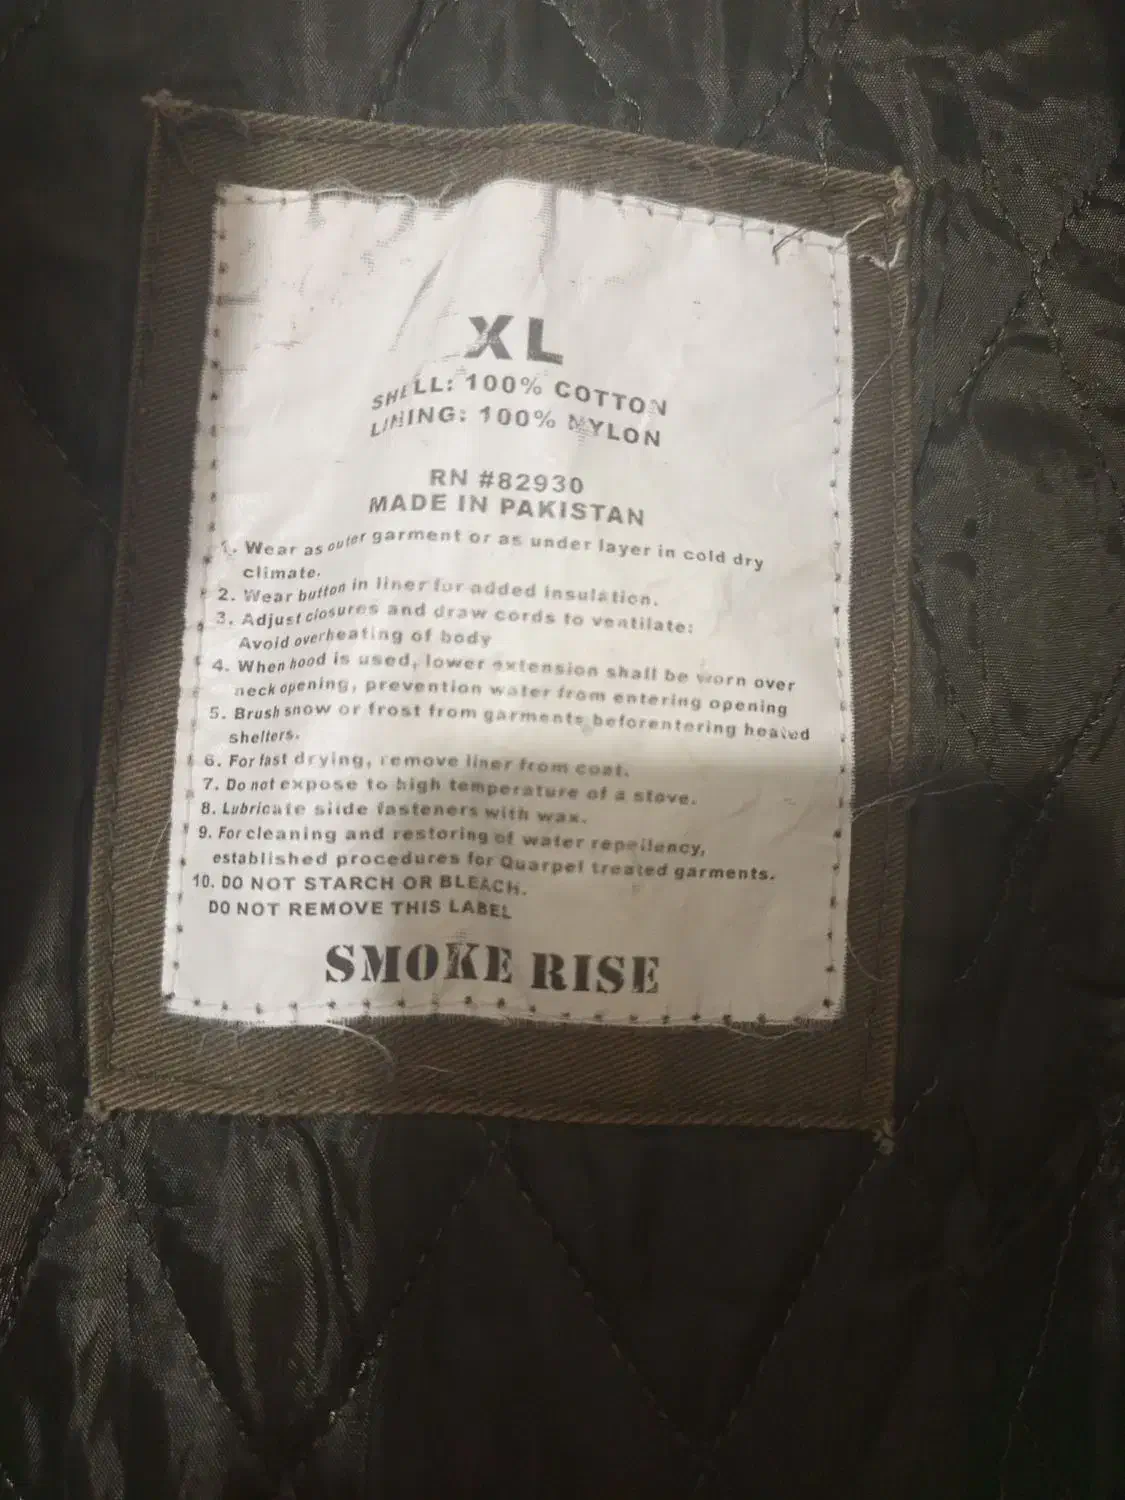 XL
SHELL: 100% COTTON
LINING: 100% NYLON
RN #82930
MADE IN PAKISTAN
1. Wear as outer garment or as under layer in cold dry
climate.
2. Wear button in liner for added insulation.
3. Adjust closures and draw cords to ventilate:
Avoid overheating of body
4. When hood is used, lower extension shall be worn over
neck opening, prevention water from entering opening
5. Brush snow or frost from garments beforentering heated
shelters.
6. For fast drying, remove liner from coat.
7. Do not expose to high temperature of a stove.
8. Lubricate slide fasteners with wax.
9. For cleaning and restoring of water repellency,
established procedures for Quarpel treated garments.
10. DO NOT STARCH OR BLEACH.
DO NOT REMOVE THIS LABEL
SMOKE RISE